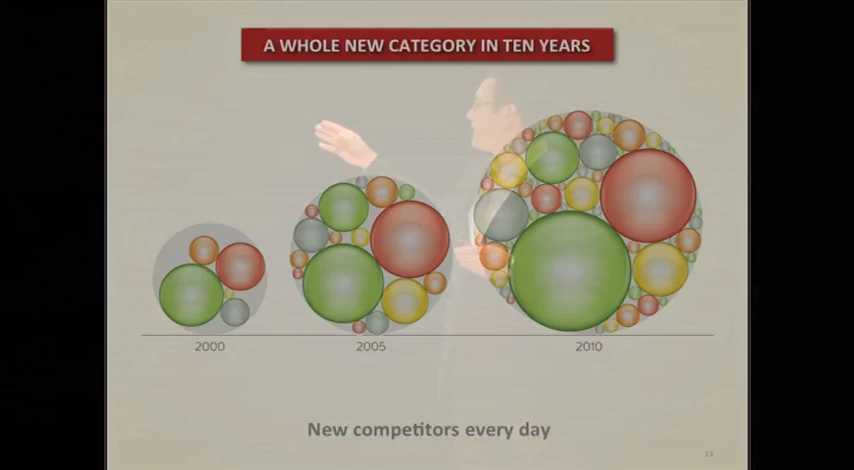 A WHOLE NEW CATEGORY IN TEN YEARS
2000
2005
2010
New competitors every day